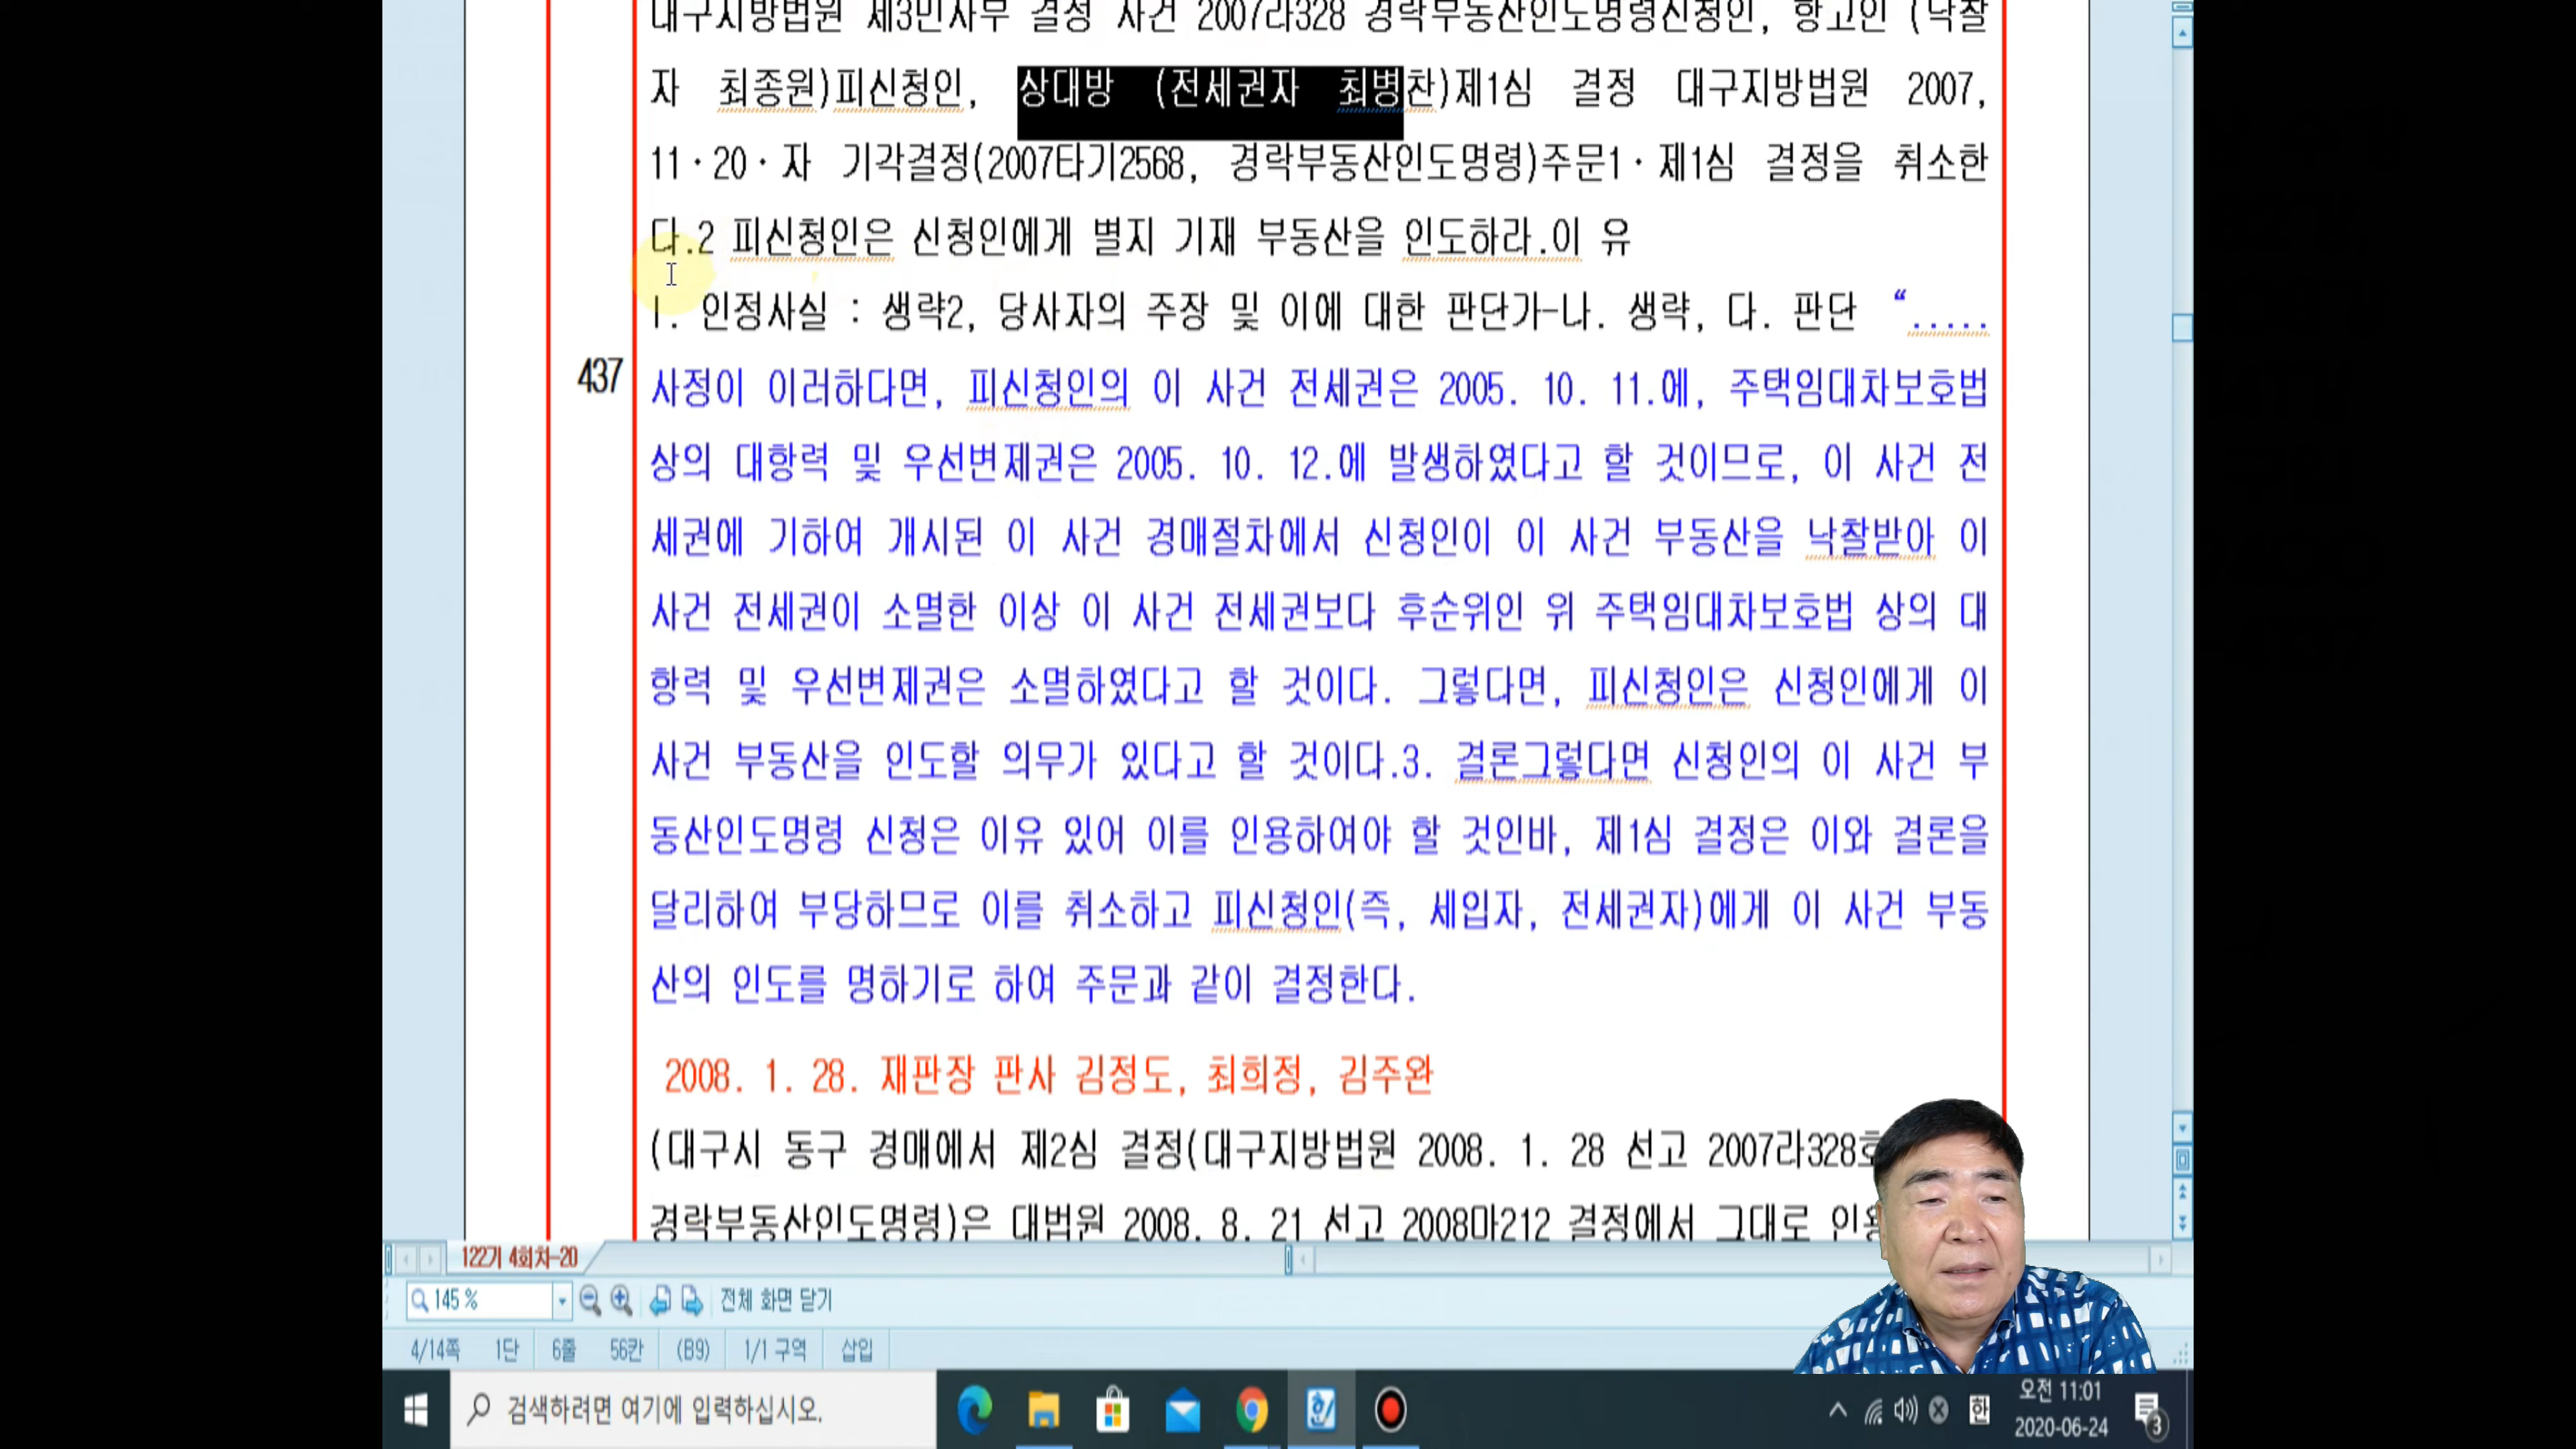 대구지방법원 제3민사부 결정 사건 2007라328 경락부동산인도명령신청인, 항고인 (낙찰
자 최종원)피신청인, 상대방 (전세권자 최병찬)제1심 결정 대구지방법원 2007,
11·20·자 기각결정(2007타기2568, 경락부동산인도명령)주문1·제1심 결정을 취소한
다.2 피신청인은 신청인에게 별지 기재 부동산을 인도하라.이 유
1. 인정사실 : 생략2, 당사자의 주장 및 이에 대한 판단가-나. 생략, 다. 판단 “.....
437
사정이 이러하다면, 피신청인의 이 사건 전세권은 2005. 10. 11.에, 주택임대차보호법
상의 대항력 및 우선변제권은 2005. 10. 12.에 발생하였다고 할 것이므로, 이 사건 전
세권에 기하여 개시된 이 사건 경매절차에서 신청인이 이 사건 부동산을 낙찰받아 이
사건 전세권이 소멸한 이상 이 사건 전세권보다 후순위인 위 주택임대차보호법 상의 대
항력 및 우선변제권은 소멸하였다고 할 것이다. 그렇다면, 피신청인은 신청인에게 이
사건 부동산을 인도할 의무가 있다고 할 것이다.3. 결론그렇다면 신청인의 이 사건 부
동산인도명령 신청은 이유 있어 이를 인용하여야 할 것인바, 제1심 결정은 이와 결론을
달리하여 부당하므로 이를 취소하고 피신청인(즉, 세입자, 전세권자)에게 이 사건 부동
산의 인도를 명하기로 하여 주문과 같이 결정한다.
2008. 1. 28. 재판장 판사 김정도, 최희정, 김주완
(대구시 동구 경매에서 제2심 결정(대구지방법원 2008. 1. 28 선고 2007라328호
경락부동산인도명령)은 대법원 2008. 8. 21 선고 2008마212 결정에서 그대로 인용
122기 4회차-20
145 %
전체 화면 닫기
4/14쪽 1단 6줄 56칸 (B9) 1/1 구역 삽입
검색하려면 여기에 입력하십시오.
한
오전 11:01
2020-06-24
3